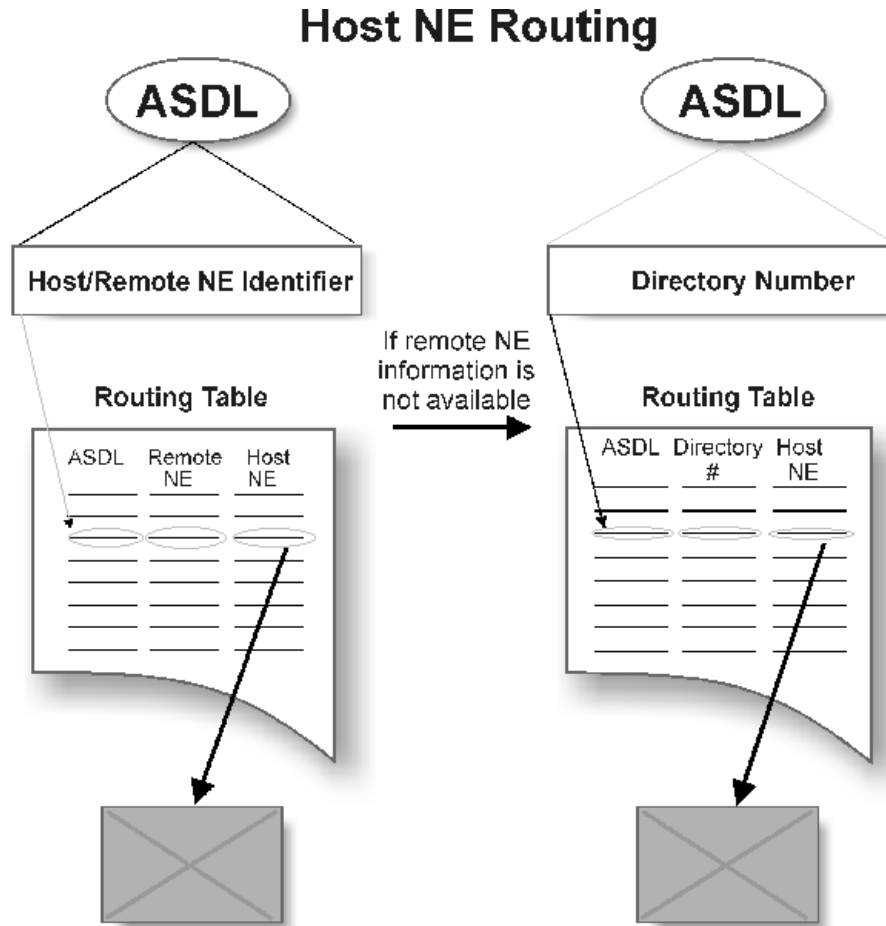 Host NE Routing
ASDL
Host/Remote NE Identifier
Routing Table
ASDL Remote NE Host NE
If remote NE
information is
not available
ASDL
Directory Number
Routing Table
ASDL Directory # Host NE